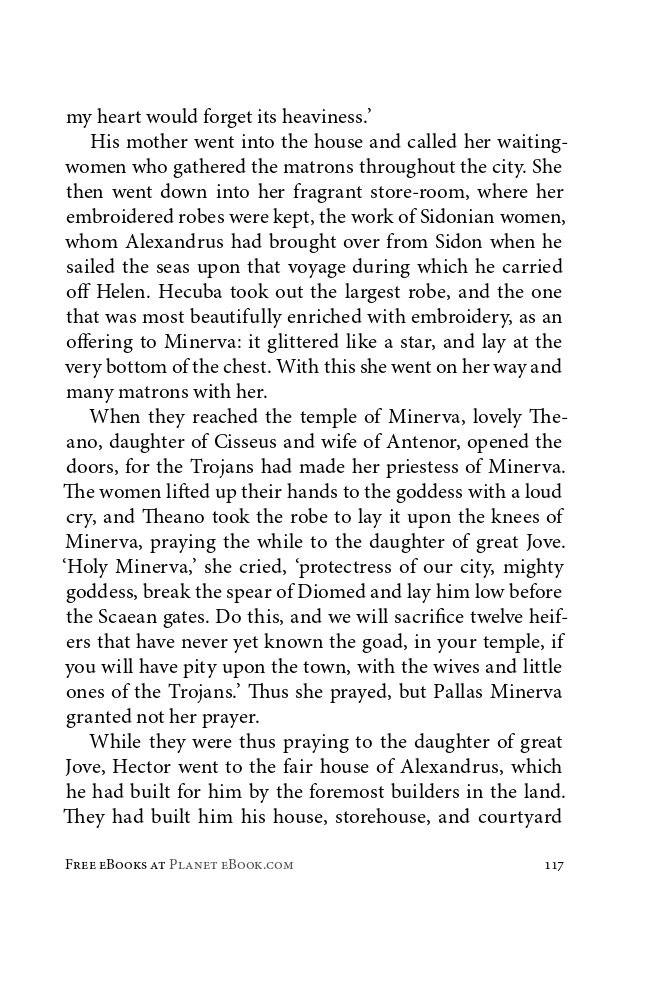 my heart would forget its heaviness.’
His mother went into the house and called her waiting-
women who gathered the matrons throughout the city. She
then went down into her fragrant store-room, where her
embroidered robes were kept, the work of Sidonian women,
whom Alexandrus had brought over from Sidon when he
sailed the seas upon that voyage during which he carried
off Helen. Hecuba took out the largest robe, and the one
that was most beautifully enriched with embroidery, as an
offering to Minerva: it glittered like a star, and lay at the
very bottom of the chest. With this she went on her way and
many matrons with her.
When they reached the temple of Minerva, lovely The-
ano, daughter of Cisseus and wife of Antenor, opened the
doors, for the Trojans had made her priestess of Minerva.
The women lifted up their hands to the goddess with a loud
cry, and Theano took the robe to lay it upon the knees of
Minerva, praying the while to the daughter of great Jove.
‘Holy Minerva,’ she cried, ‘protectress of our city, mighty
goddess, break the spear of Diomed and lay him low before
the Scaean gates. Do this, and we will sacrifice twelve heif-
ers that have never yet known the goad, in your temple, if
you will have pity upon the town, with the wives and little
ones of the Trojans.’ Thus she prayed, but Pallas Minerva
granted not her prayer.
While they were thus praying to the daughter of great
Jove, Hector went to the fair house of Alexandrus, which
he had built for him by the foremost builders in the land.
They had built him his house, storehouse, and courtyard
Free eBooks at Planet eBook.com 117